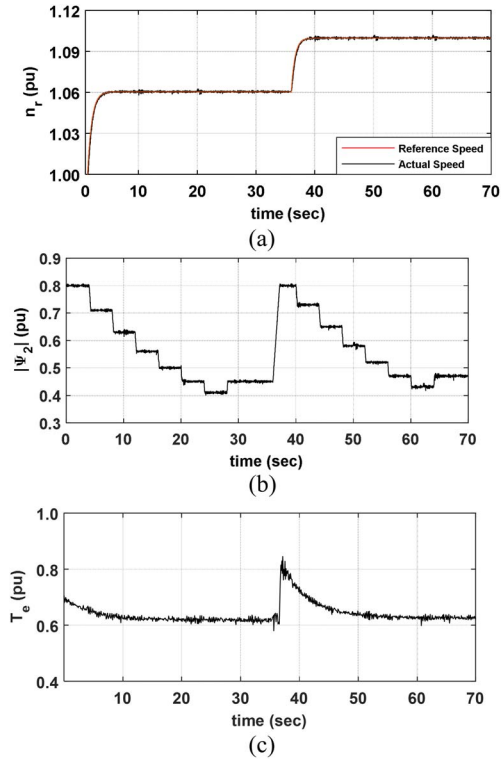 1.12
1.09
1.06
1.03
1.00
n_r (pu)
0 10 20 30 40 50 60 70
Reference Speed
Actual Speed
time (sec)
(a)
0.9
0.8
0.7
0.6
0.5
0.4
0.3
|Ψ_2| (pu)
0 10 20 30 40 50 60 70
time (sec)
(b)
1.0
0.8
0.6
0.4
T_e (pu)
10 20 30 40 50 60 70
time (sec)
(c)